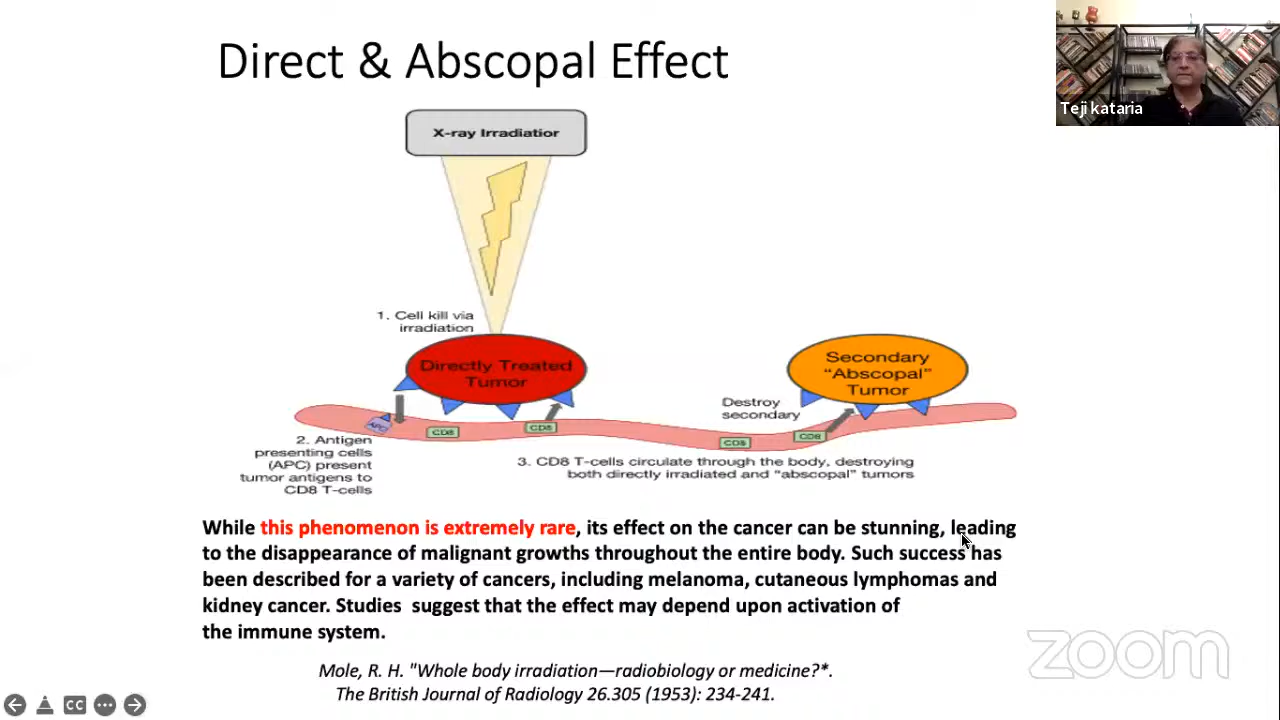 Direct & Abscopal Effect
Teji kataria
X-ray Irradiatior
1. Cell kill via
irradiation
Directly Treated
Tumor
Secondary
“Abscopal”
Tumor
Destroy
secondary
APC
CD8
CD8
CD8
CD8
2. Antigen
presenting cells
(APC) present
tumor antigens to
CD8 T-cells
3. CD8 T-cells circulate through the body, destroying
both directly irradiated and “abscopal” tumors
While this phenomenon is extremely rare, its effect on the cancer can be stunning, leading
to the disappearance of malignant growths throughout the entire body. Such success has
been described for a variety of cancers, including melanoma, cutaneous lymphomas and
kidney cancer. Studies suggest that the effect may depend upon activation of
the immune system.
Mole, R. H. "Whole body irradiation—radiobiology or medicine?*.
The British Journal of Radiology 26.305 (1953): 234-241.
zoom
CC